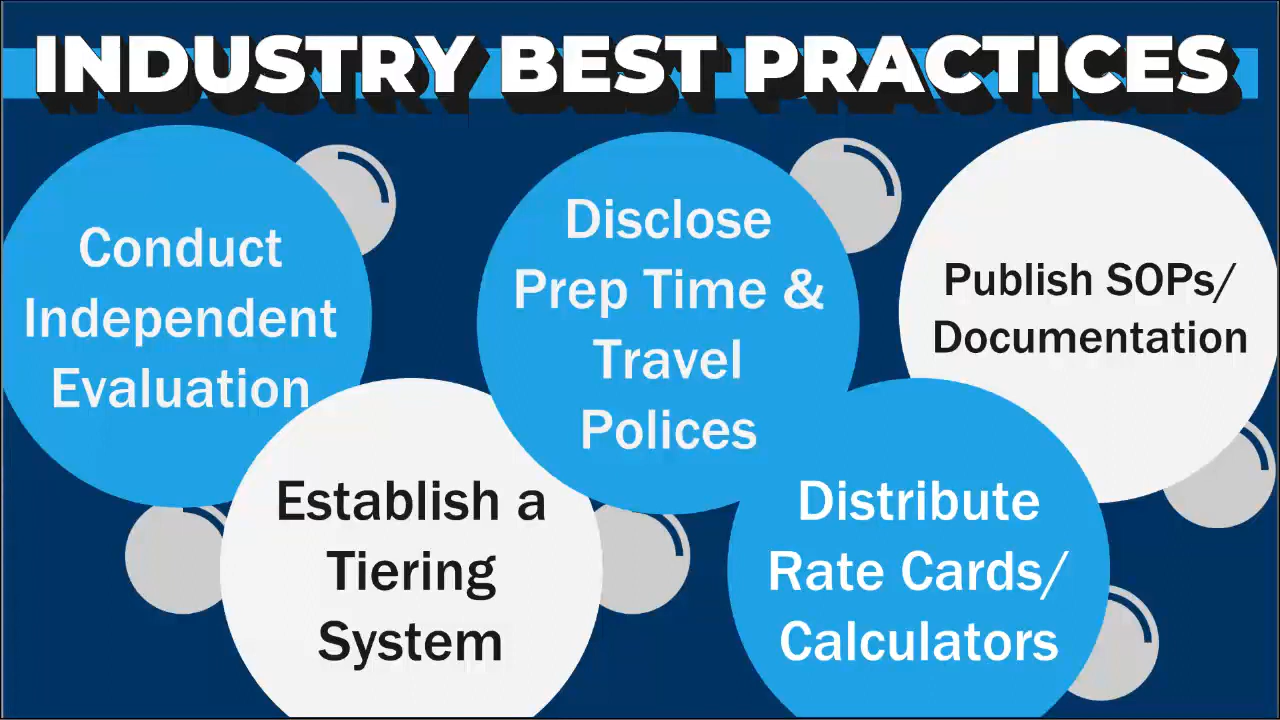 INDUSTRY BEST PRACTICES
Conduct
Independent
Evaluation
Establish a
Tiering
System
Disclose
Prep Time &
Travel
Polices
Distribute
Rate Cards/
Calculators
Publish SOPs/
Documentation